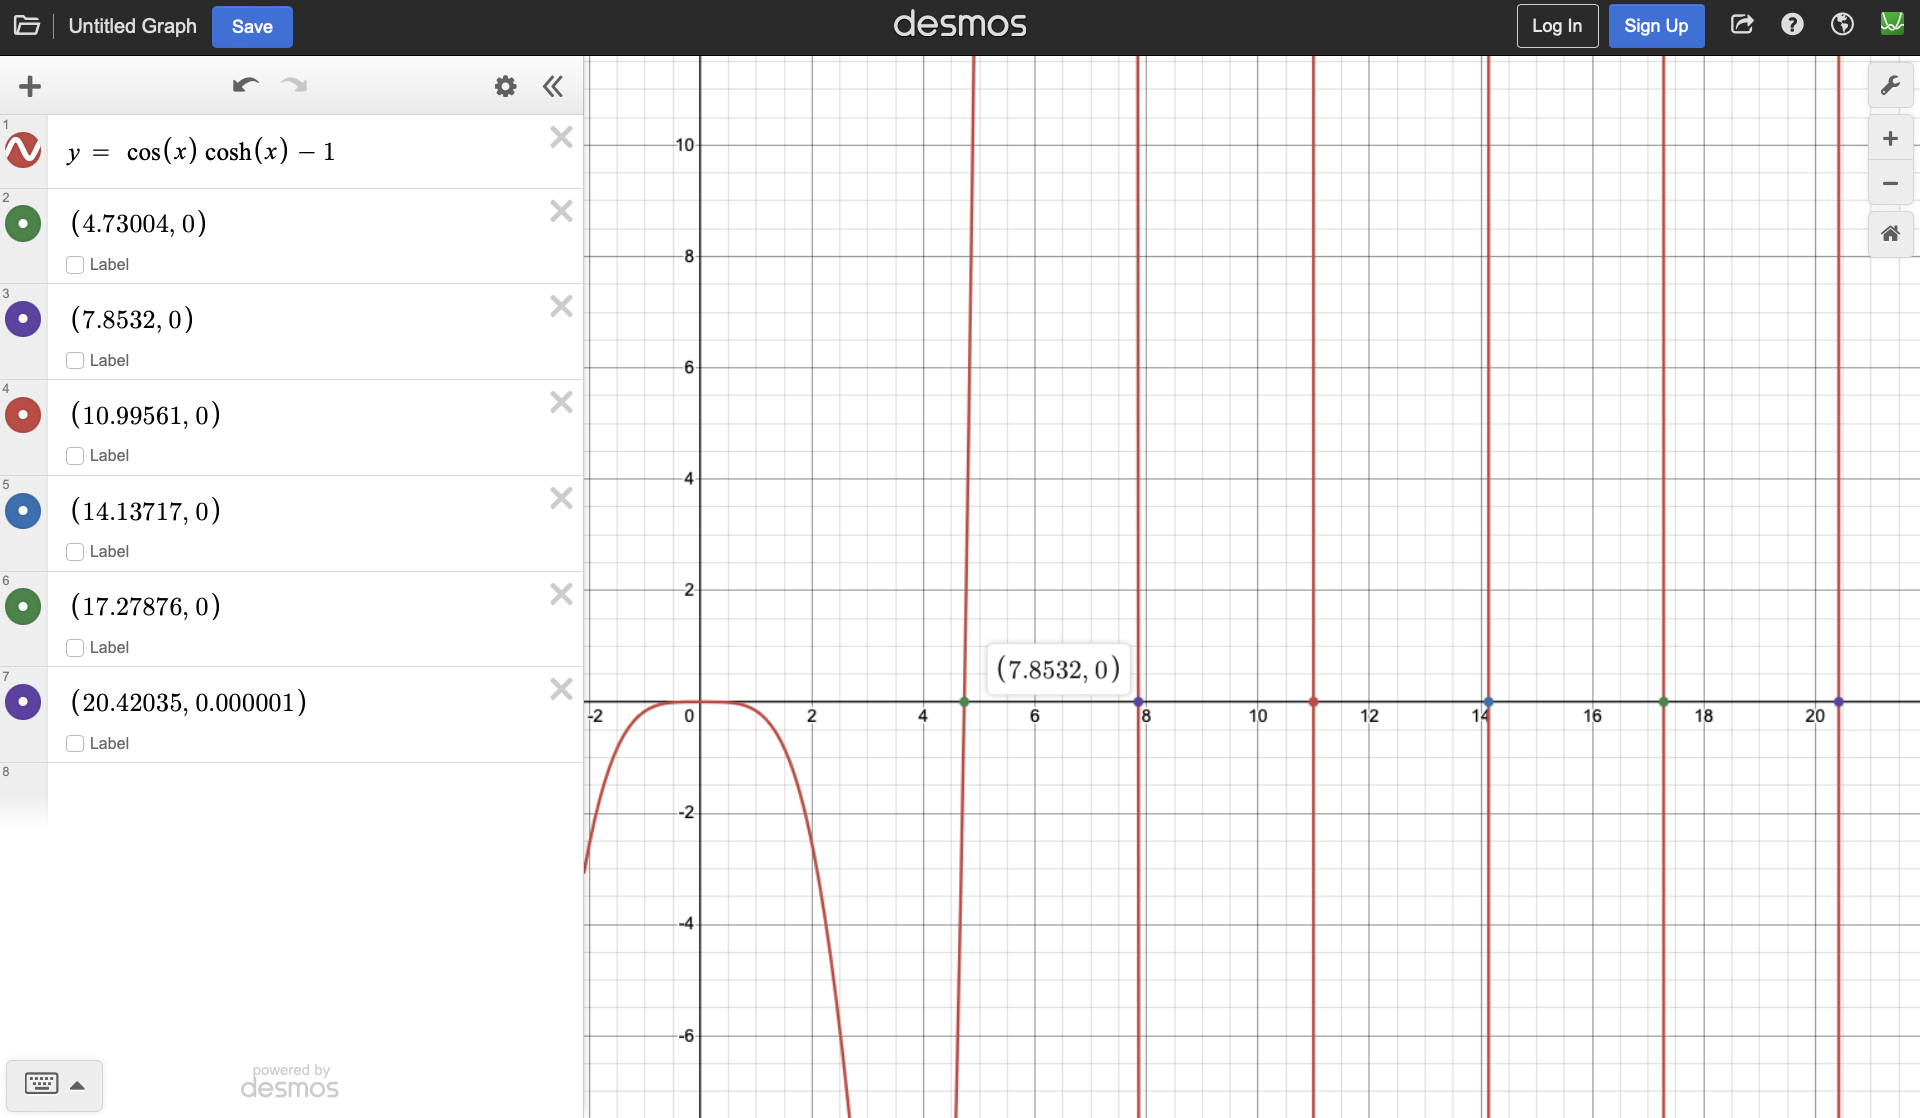 Untitled Graph
Save
desmos
Log In
Sign Up
1
y = cos(x) cosh(x) − 1
2
(4.73004, 0)
Label
3
(7.8532, 0)
Label
4
(10.99561, 0)
Label
5
(14.13717, 0)
Label
6
(17.27876, 0)
Label
7
(20.42035, 0.000001)
Label
8
powered by
desmos
10
8
6
4
2
(7.8532, 0)
-2 0 2 4 6 8 10 12 14 16 18 20
-2
-4
-6